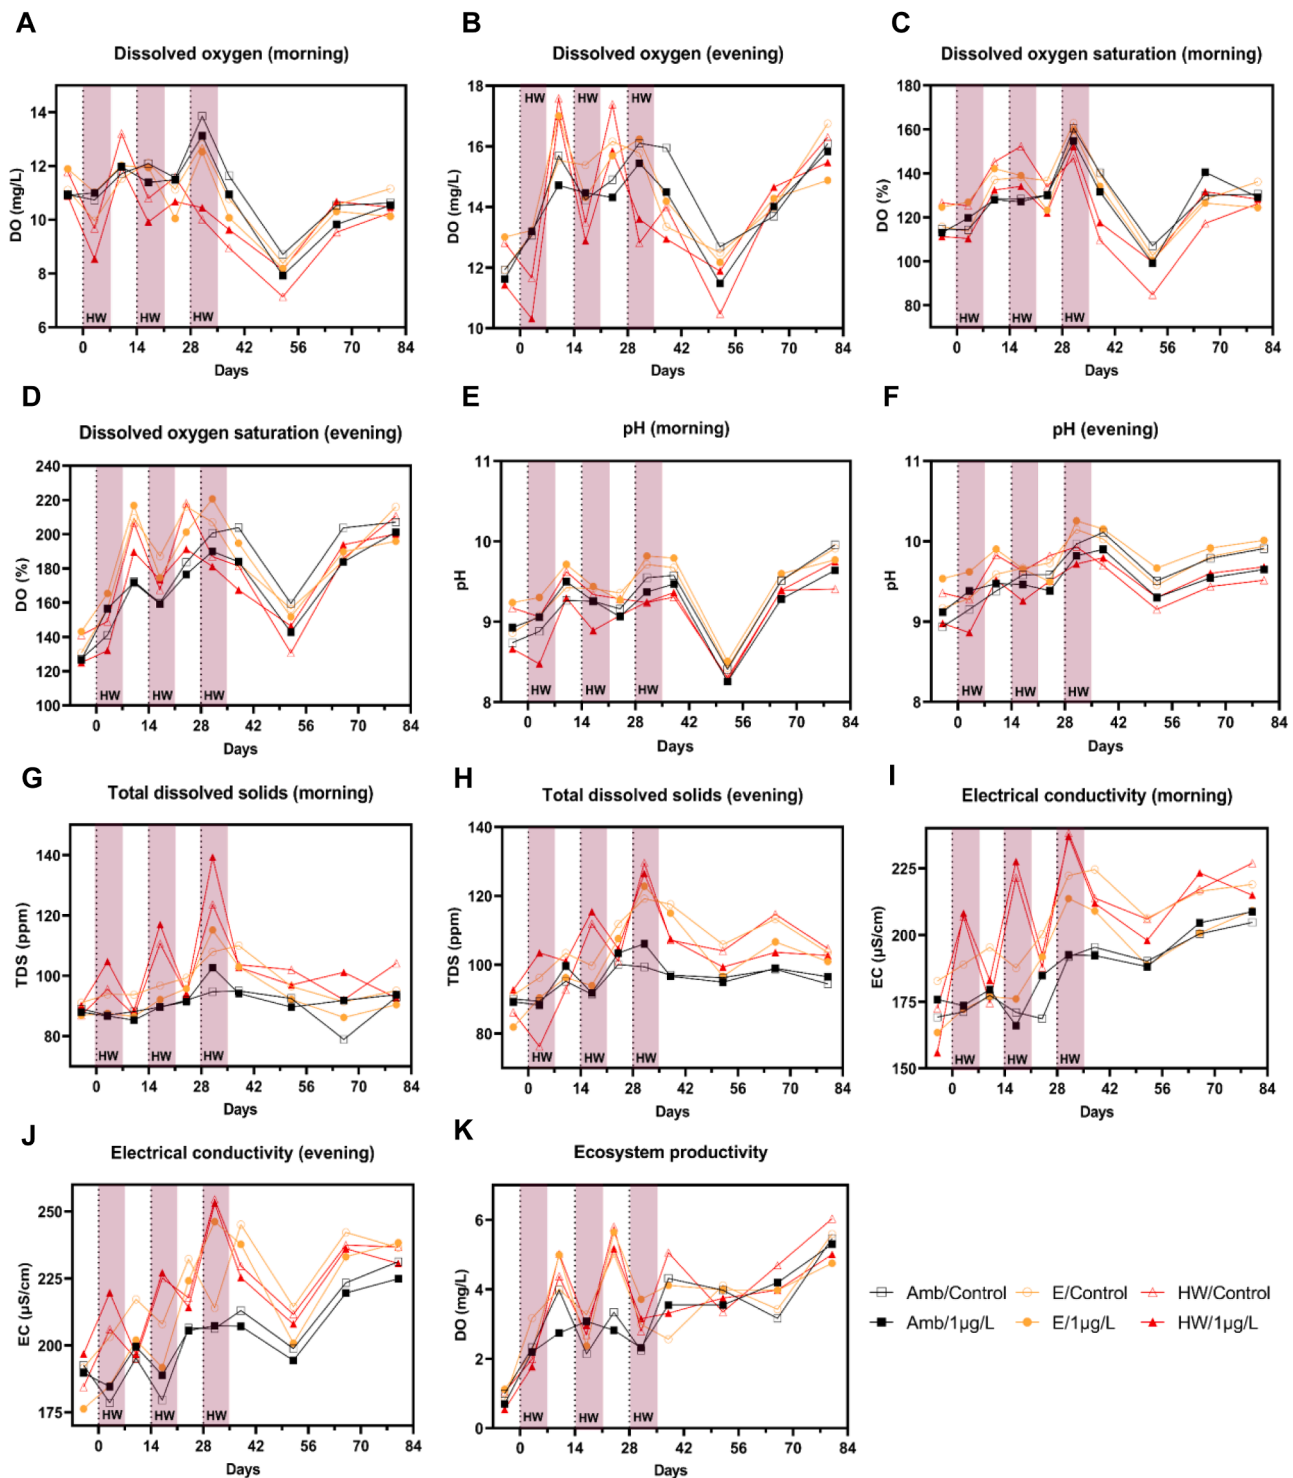 A
Dissolved oxygen (morning)
DO (mg/L)
14
12
10
8
6
HW
HW
HW
0 14 28 42 56 70 84
Days
B
Dissolved oxygen (evening)
DO (mg/L)
18
16
14
12
10
HW
HW
HW
0 14 28 42 56 70 84
Days
C
Dissolved oxygen saturation (morning)
DO (%)
180
160
140
120
100
80
HW
HW
HW
0 14 28 42 56 70 84
Days
D
Dissolved oxygen saturation (evening)
DO (%)
240
220
200
180
160
140
120
100
HW
HW
HW
0 14 28 42 56 70 84
Days
E
pH (morning)
pH
11
10
9
8
HW
HW
HW
0 14 28 42 56 70 84
Days
F
pH (evening)
pH
11
10
9
8
HW
HW
HW
0 14 28 42 56 70 84
Days
G
Total dissolved solids (morning)
TDS (ppm)
140
120
100
80
HW
HW
HW
0 14 28 42 56 70 84
Days
H
Total dissolved solids (evening)
TDS (ppm)
140
120
100
80
HW
HW
HW
0 14 28 42 56 70 84
Days
I
Electrical conductivity (morning)
EC (µS/cm)
225
200
175
150
HW
HW
HW
0 14 28 42 56 70 84
Days
J
Electrical conductivity (evening)
EC (µS/cm)
250
225
200
175
HW
HW
HW
0 14 28 42 56 70 84
Days
K
Ecosystem productivity
DO (mg/L)
6
4
2
0
HW
HW
HW
0 14 28 42 56 70 84
Days
Amb/Control E/Control HW/Control
Amb/1µg/L E/1µg/L HW/1µg/L